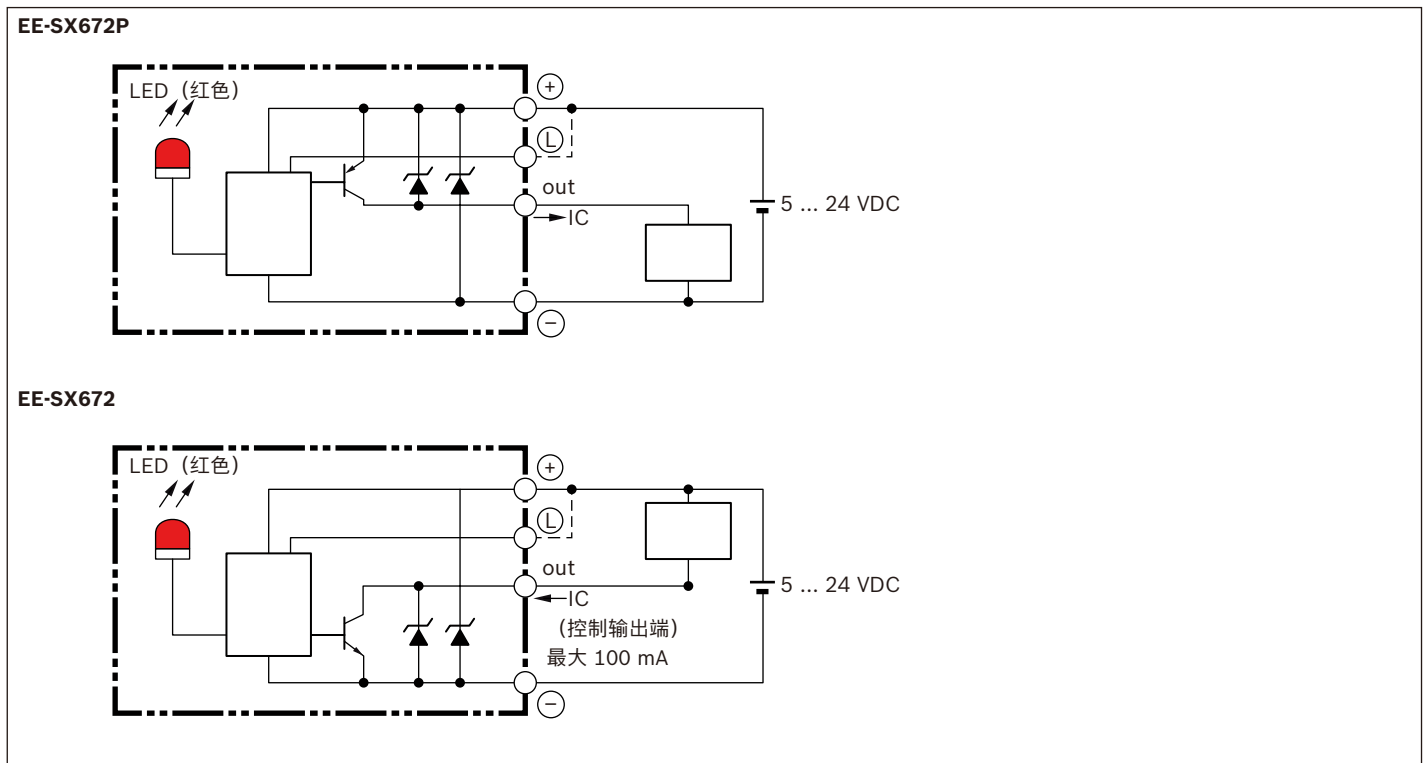 EE-SX672P
LED (红色)
+
L
out
IC
5 ... 24 VDC
−
EE-SX672
LED (红色)
+
L
out
IC
5 ... 24 VDC
(控制输出端)
最大 100 mA
−